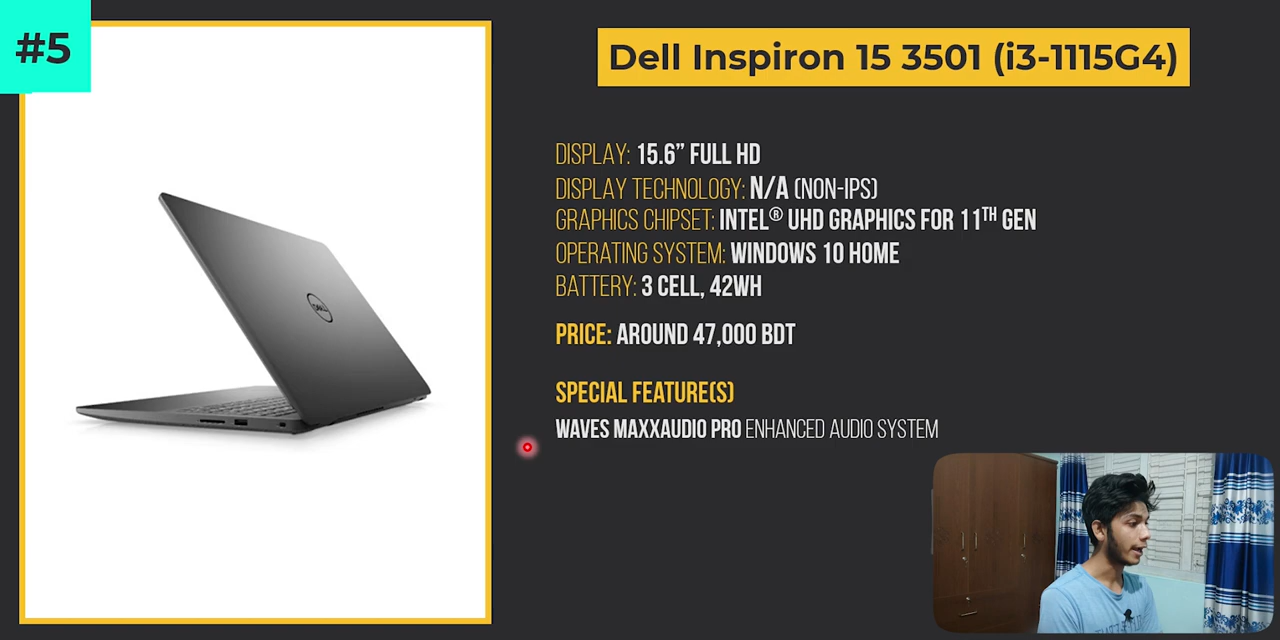 #5
Dell Inspiron 15 3501 (i3-1115G4)
DISPLAY: 15.6” FULL HD
DISPLAY TECHNOLOGY: N/A (NON-IPS)
GRAPHICS CHIPSET: INTEL® UHD GRAPHICS FOR 11TH GEN
OPERATING SYSTEM: WINDOWS 10 HOME
BATTERY: 3 CELL, 42WH
PRICE: AROUND 47,000 BDT
SPECIAL FEATURE(S)
WAVES MAXXAUDIO PRO ENHANCED AUDIO SYSTEM
DELL